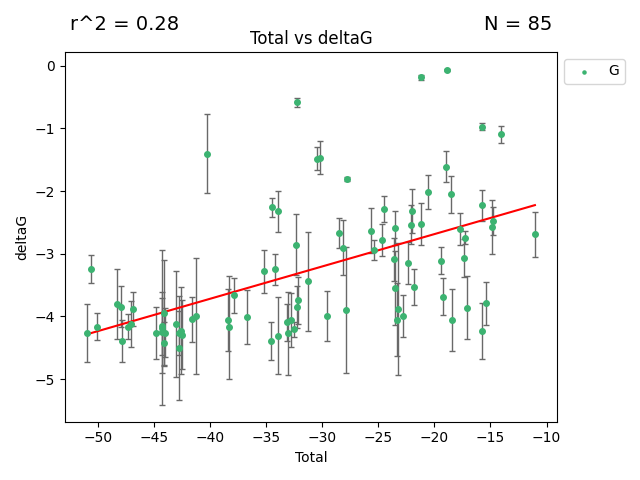 r^2 = 0.28
N = 85
Total vs deltaG
G
0
−1
−2
−3
−4
−5
deltaG
−50 −45 −40 −35 −30 −25 −20 −15 −10
Total